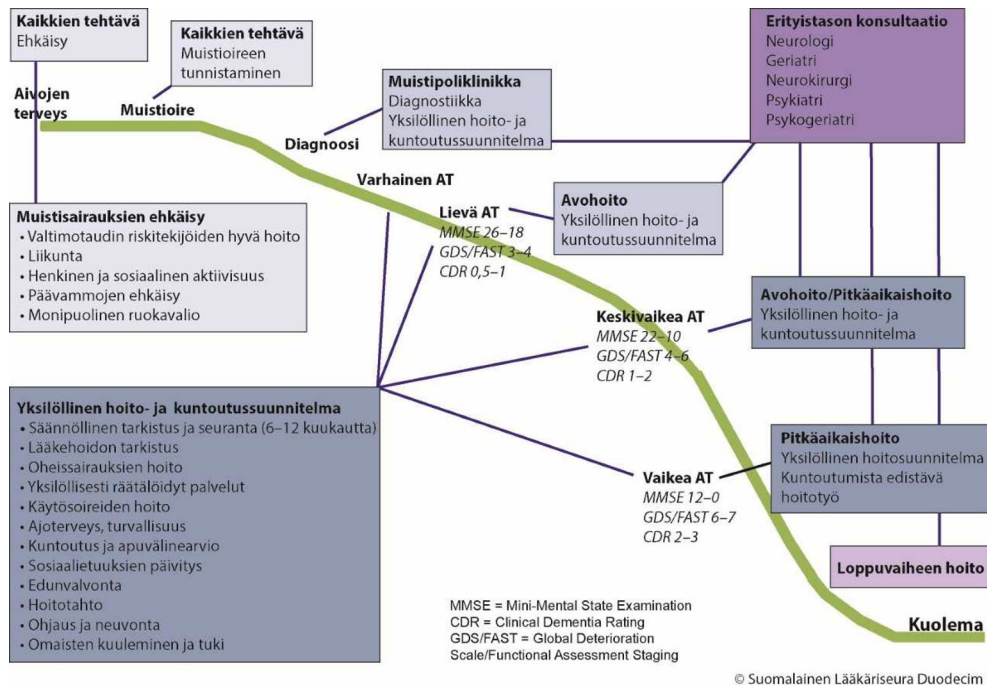 Kaikkien tehtävä
Ehkäisy
Kaikkien tehtävä
Muistioireen
tunnistaminen
Erityistason konsultaatio
Neurologi
Geriatri
Neurokirurgi
Psykiatri
Psykogeriatri
Muistipoliklinikka
Diagnostiikka
Yksilöllinen hoito- ja
kuntoutussuunnitelma
Aivojen
terveys
Muistioire
Diagnoosi
Varhainen AT
Lievä AT
MMSE 26–18
GDS/FAST 3–4
CDR 0,5–1
Avohoito
Yksilöllinen hoito- ja
kuntoutussuunnitelma
Muistisairauksien ehkäisy
• Valtimotaudin riskitekijöiden hyvä hoito
• Liikunta
• Henkinen ja sosiaalinen aktiivisuus
• Päävammojen ehkäisy
• Monipuolinen ruokavalio
Keskivaikea AT
MMSE 22–10
GDS/FAST 4–6
CDR 1–2
Avohoito/Pitkäaikaishoito
Yksilöllinen hoito- ja
kuntoutussuunnitelma
Yksilöllinen hoito- ja kuntoutussuunnitelma
• Säännöllinen tarkistus ja seuranta (6–12 kuukautta)
• Lääkehoidon tarkistus
• Oheissairauksien hoito
• Yksilöllisesti räätälöidyt palvelut
• Käytösoireiden hoito
• Ajoterveys, turvallisuus
• Kuntoutus ja apuvälinearvio
• Sosiaalietuuksien päivitys
• Edunvalvonta
• Hoitotahto
• Ohjaus ja neuvonta
• Omaisten kuuleminen ja tuki
Vaikea AT
MMSE 12–0
GDS/FAST 6–7
CDR 2–3
Pitkäaikaishoito
Yksilöllinen hoitosuunnitelma
Kuntoutumista edistävä
hoitotyö
Loppuvaiheen hoito
Kuolema
MMSE = Mini-Mental State Examination
CDR = Clinical Dementia Rating
GDS/FAST = Global Deterioration
Scale/Functional Assessment Staging
© Suomalainen Lääkäriseura Duodecim